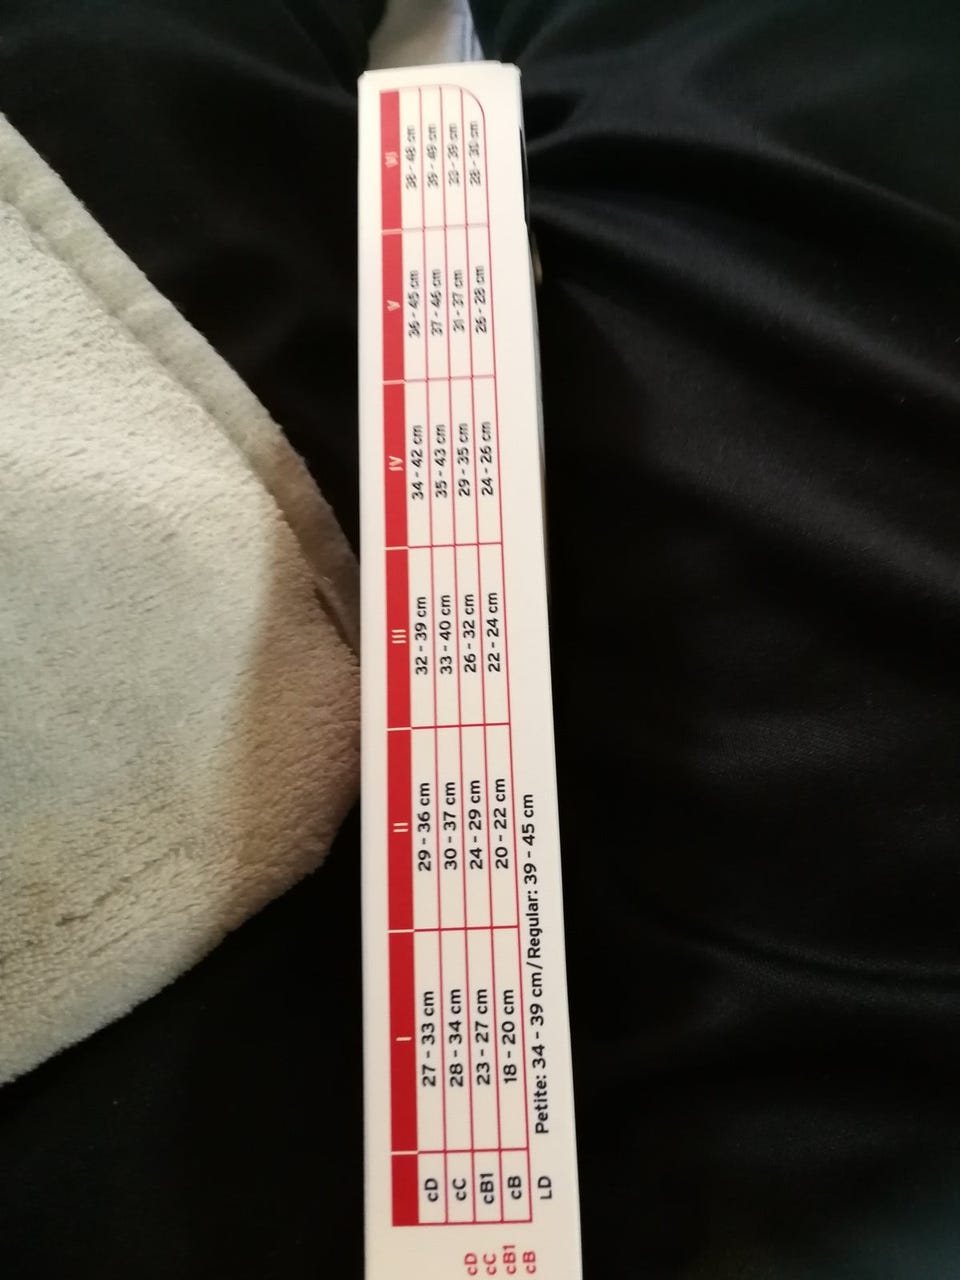 I II III IV V
cD 27 - 33 cm 29 - 36 cm 32 - 39 cm 34 - 42 cm 36 - 45 cm 38 - 48 cm
cC 28 - 34 cm 30 - 37 cm 33 - 40 cm 35 - 43 cm 37 - 46 cm 39 - 49 cm
cB1 23 - 27 cm 24 - 29 cm 26 - 32 cm 29 - 35 cm 31 - 37 cm 33 - 39 cm
cB 18 - 20 cm 20 - 22 cm 22 - 24 cm 24 - 26 cm 26 - 28 cm 28 - cm
LD Petite: 34 - 39 cm/Regular: 39 - 45 cm
cD
cC
cB1
cB